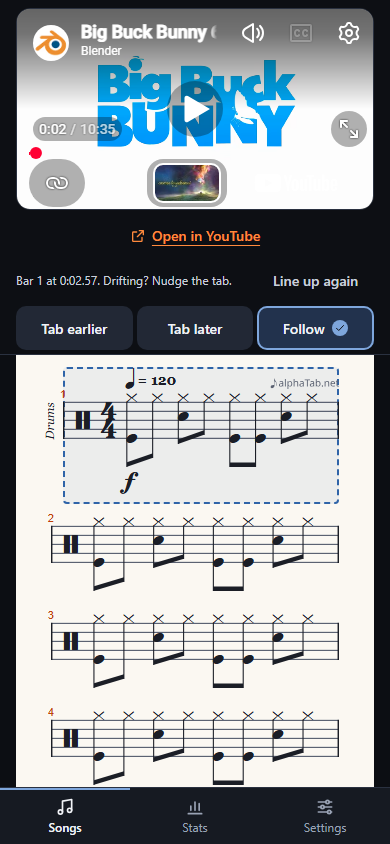 Big Buck Bunny
Blender
CC
Big Buck
BUNNY
0:02 / 10:35
Open in YouTube
Bar 1 at 0:02.57. Drifting? Nudge the tab.
Line up again
Tab earlier
Tab later
Follow
= 120
alphaTab.net
1
Drums
4
4
f
2
3
4
Songs
Stats
Settings